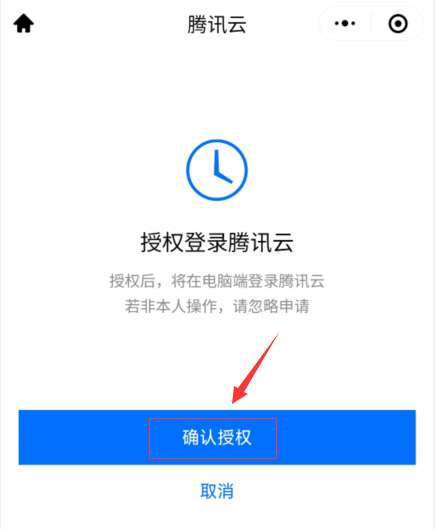 腾讯云
授权登录腾讯云
授权后，将在电脑端登录腾讯云
若非本人操作，请忽略申请
确认授权
取消